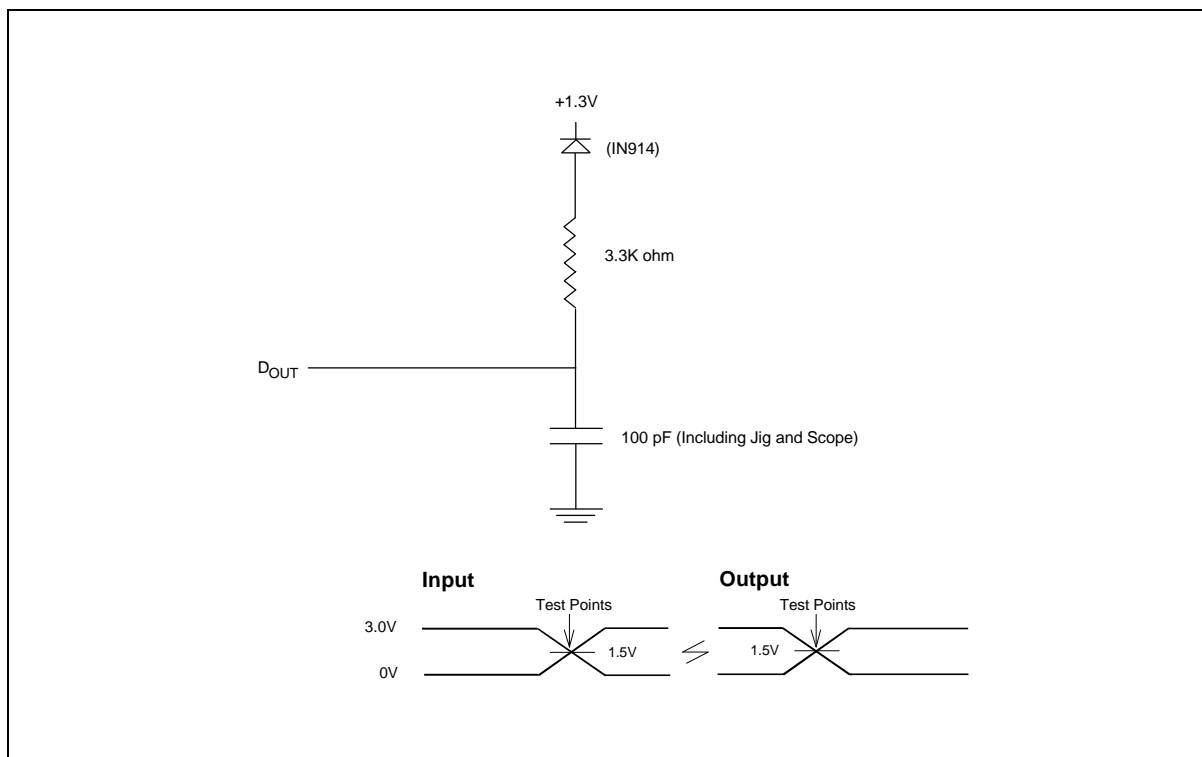 +1.3V
(IN914)
3.3K ohm
DOUT
100 pF (Including Jig and Scope)
Input
Output
Test Points
Test Points
3.0V
1.5V
1.5V
0V